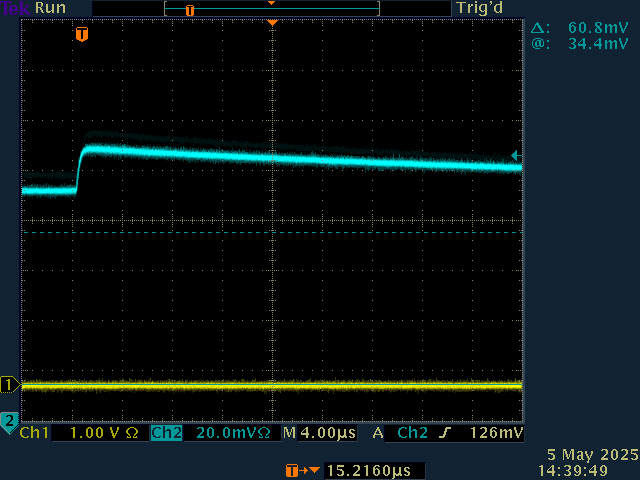 Tek Run Trig'd
T
T
Δ: 60.8mV
@: 34.4mV
1
2
Ch1 1.00 V Ω Ch2 20.0mVΩ M 4.00µs A Ch2 126mV
T 15.2160µs
5 May 2025
14:39:49